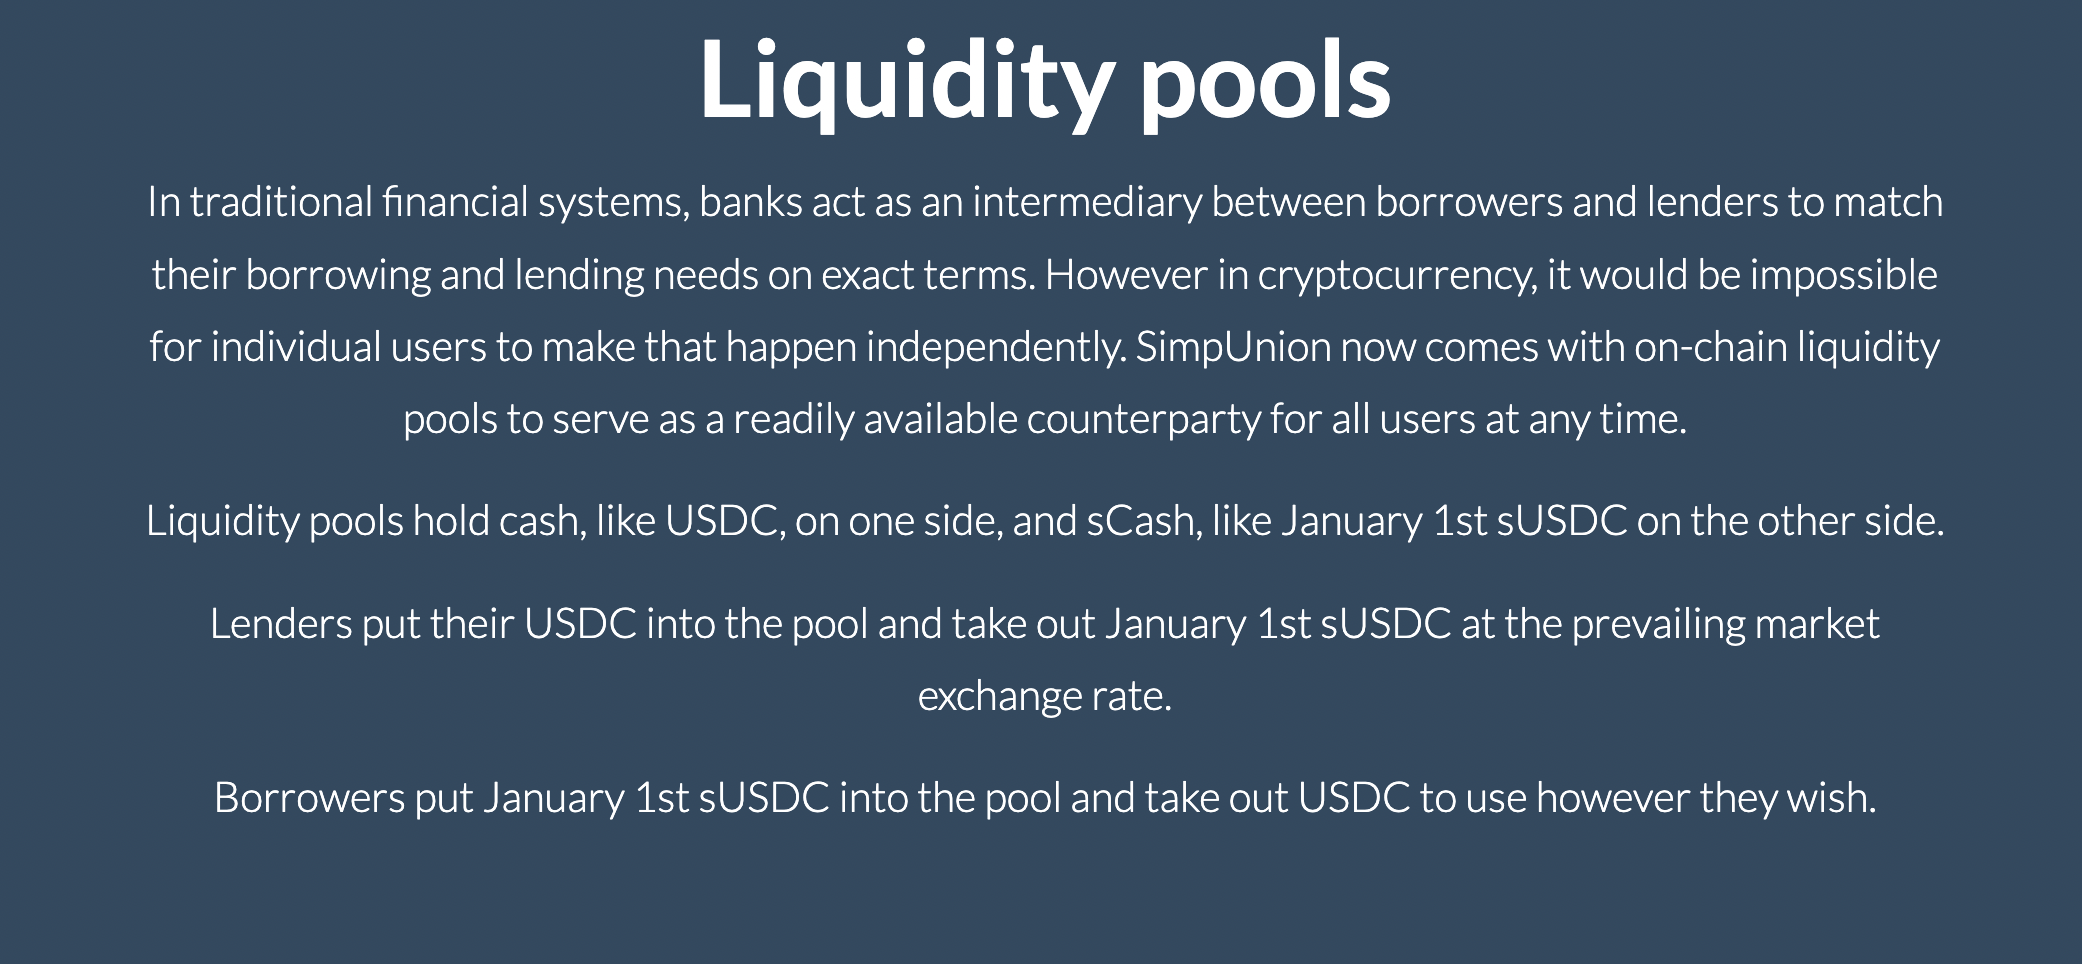 Liquidity pools
In traditional financial systems, banks act as an intermediary between borrowers and lenders to match
their borrowing and lending needs on exact terms. However in cryptocurrency, it would be impossible
for individual users to make that happen independently. SimpUnion now comes with on-chain liquidity
pools to serve as a readily available counterparty for all users at any time.
Liquidity pools hold cash, like USDC, on one side, and sCash, like January 1st sUSDC on the other side.
Lenders put their USDC into the pool and take out January 1st sUSDC at the prevailing market
exchange rate.
Borrowers put January 1st sUSDC into the pool and take out USDC to use however they wish.